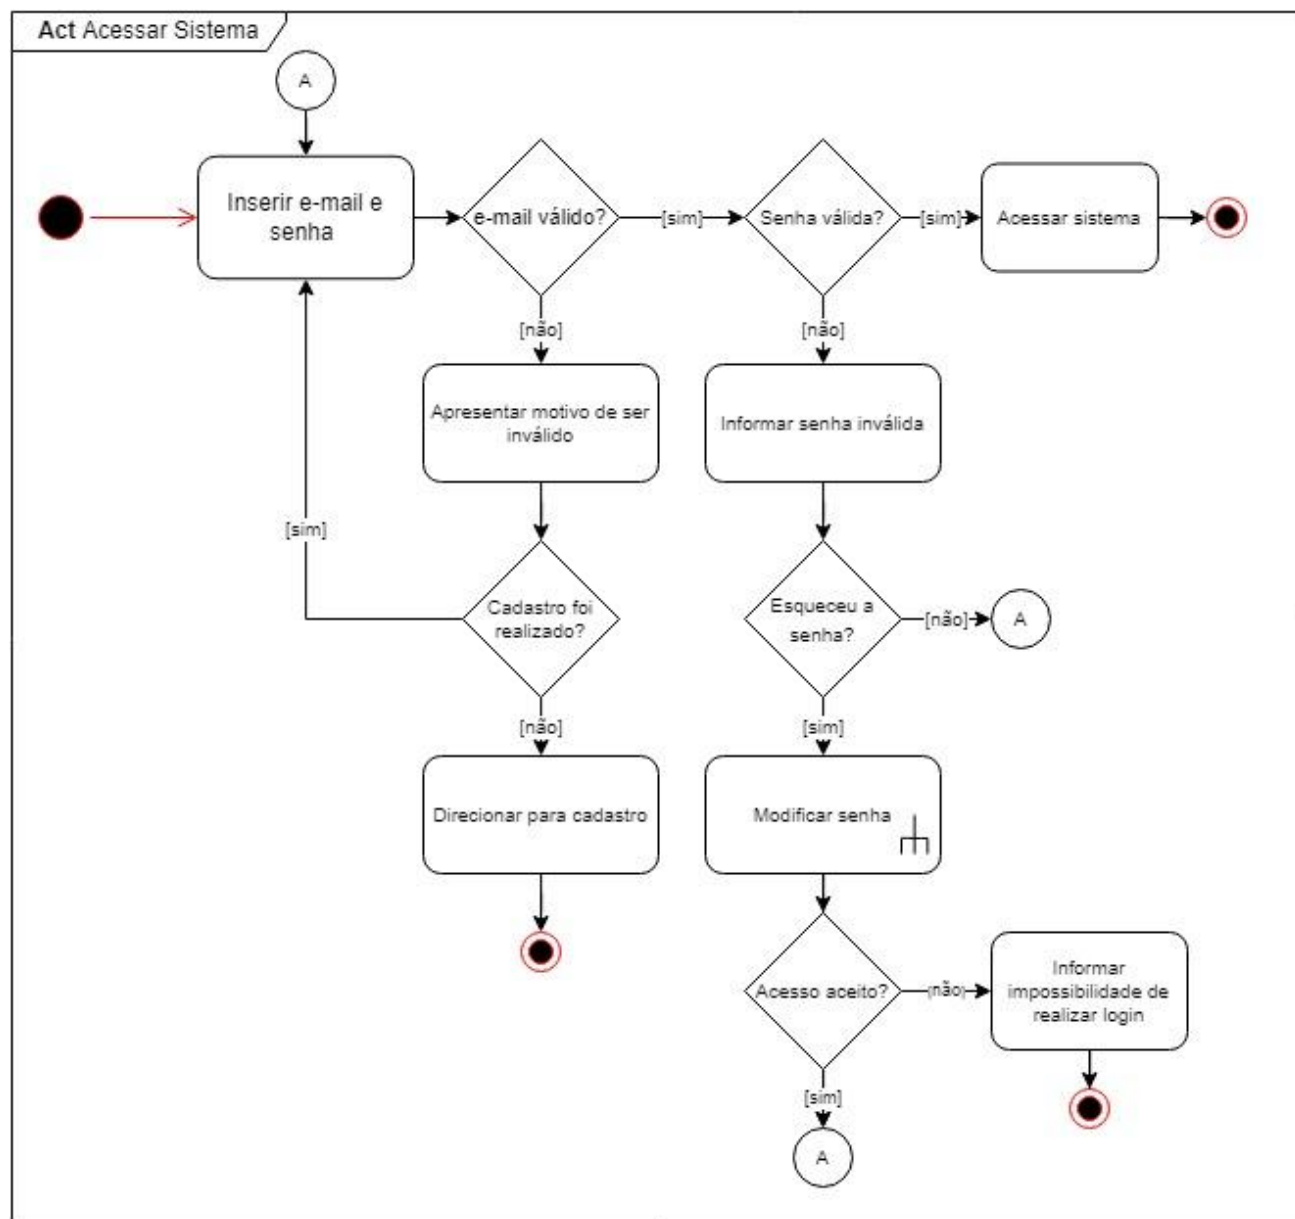 Act Acessar Sistema
A
Inserir e-mail e
senha
e-mail válido?
[sim]
Senha válida?
[sim]
Acessar sistema
[não]
[não]
Apresentar motivo de ser
inválido
Informar senha inválida
[sim]
Cadastro foi
realizado?
Esqueceu a
senha?
[não]
A
[não]
[sim]
Direcionar para cadastro
Modificar senha
Acesso aceito?
[não]
Informar
impossibilidade de
realizar login
[sim]
A